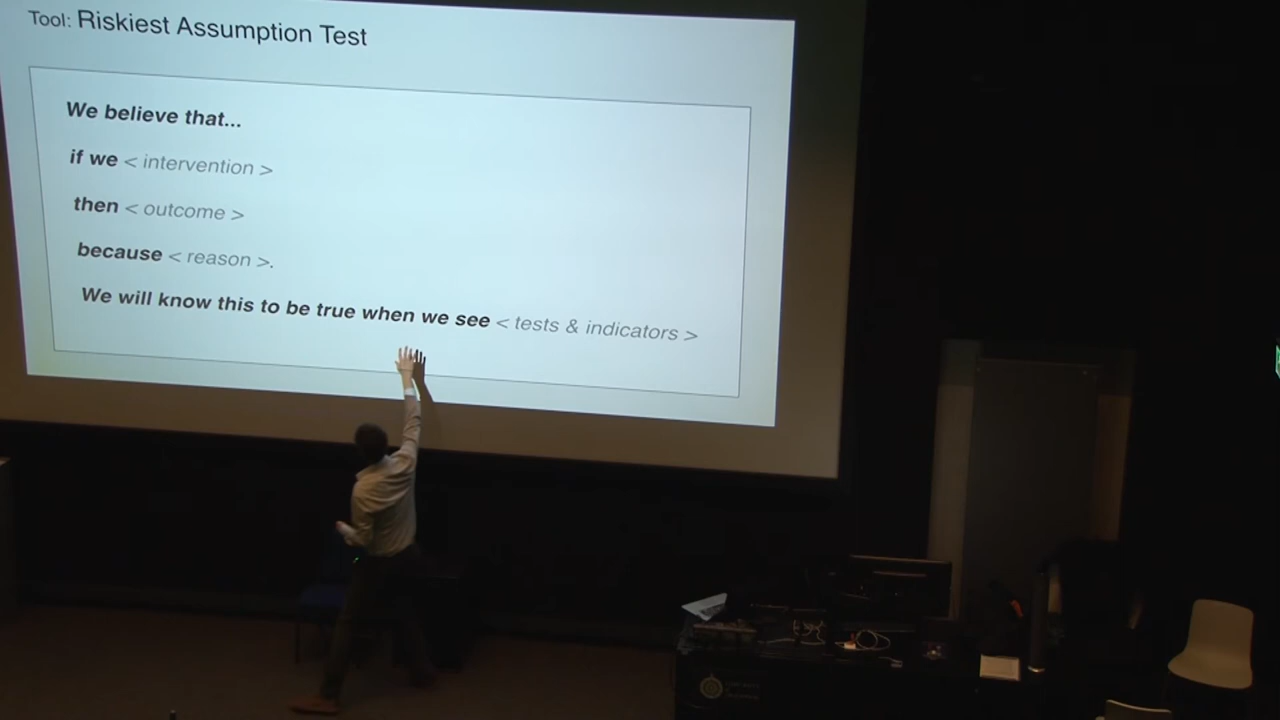 Tool: Riskiest Assumption Test
We believe that...
if we < intervention >
then < outcome >
because < reason >.
We will know this to be true when we see < tests & indicators >